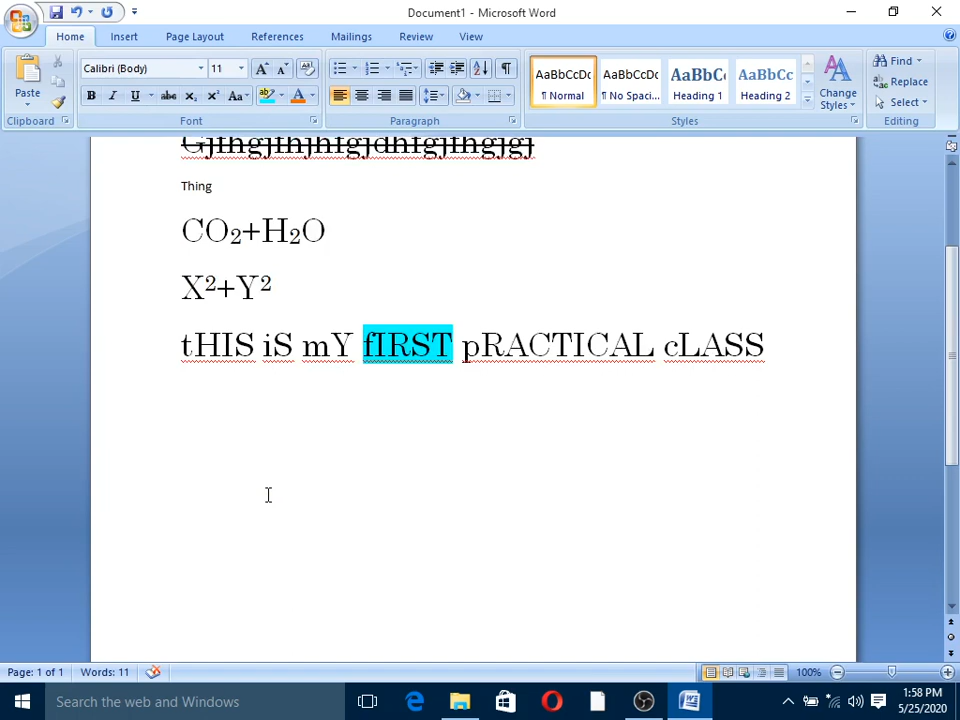 Document1 - Microsoft Word
Home Insert Page Layout References Mailings Review View
Calibri (Body) 11
AaBbCcDc AaBbCcDc AaBbCc AaBbCc
Paste
¶ Normal ¶ No Spaci... Heading 1 Heading 2
Change Styles
Find
Replace
Select
Clipboard Font Paragraph Styles Editing
Thing
CO₂+H₂O
X²+Y²
tHIS iS mY fIRST pRACTICAL cLASS
Page: 1 of 1 Words: 11 100%
Search the web and Windows
1:58 PM
5/25/2020